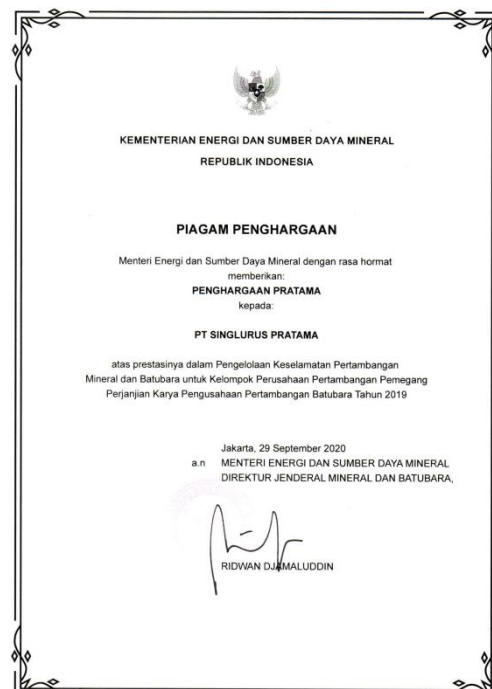 KEMENTERIAN ENERGI DAN SUMBER DAYA MINERAL
REPUBLIK INDONESIA
PIAGAM PENGHARGAAN
Menteri Energi dan Sumber Daya Mineral dengan rasa hormat
memberikan:
PENGHARGAAN PRATAMA
kepada:
PT SINGLURUS PRATAMA
atas prestasinya dalam Pengelolaan Keselamatan Pertambangan
Mineral dan Batubara untuk Kelompok Perusahaan Pertambangan Pemegang
Perjanjian Karya Pengusahaan Pertambangan Batubara Tahun 2019
Jakarta, 29 September 2020
a.n MENTERI ENERGI DAN SUMBER DAYA MINERAL
DIREKTUR JENDERAL MINERAL DAN BATUBARA,
RIDWAN DJAMALUDDIN